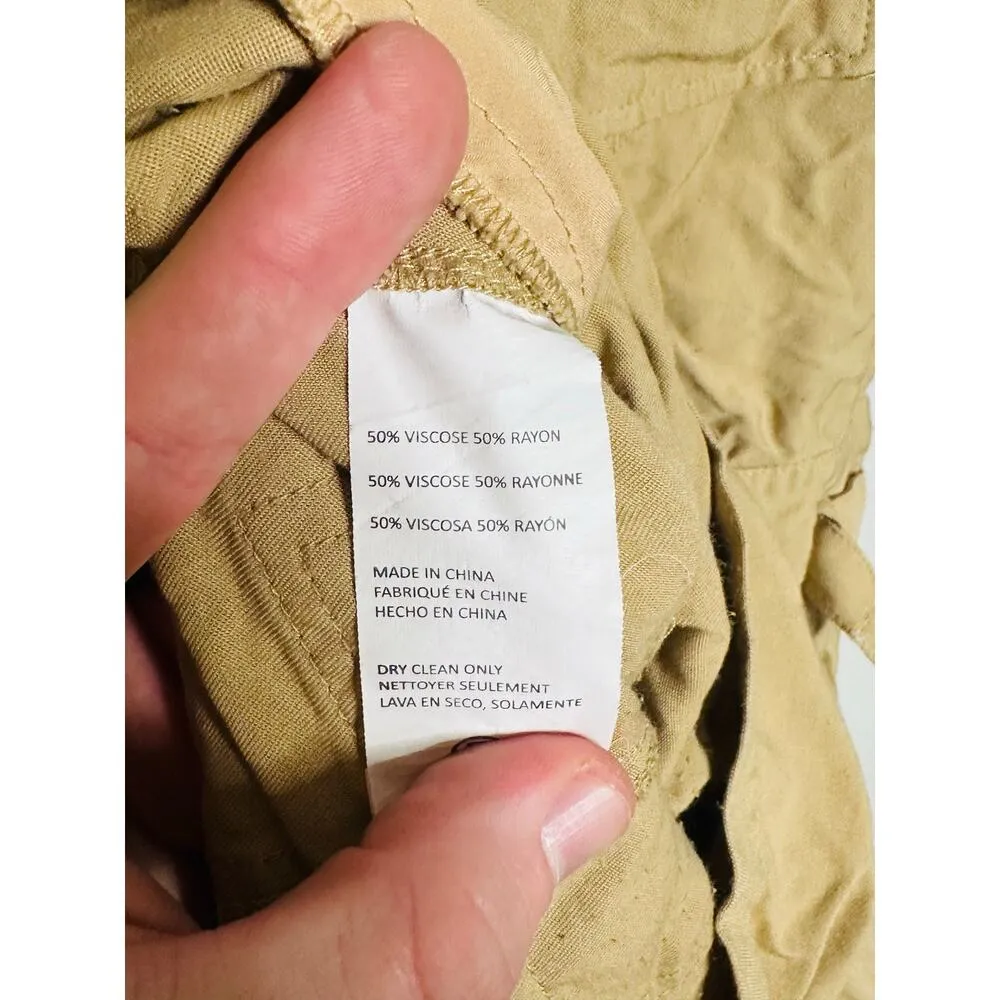 50% VISCOSE 50% RAYON
50% VISCOSE 50% RAYONNE
50% VISCOSA 50% RAYÓN
MADE IN CHINA
FABRIQUÉ EN CHINE
HECHO EN CHINA
DRY CLEAN ONLY
NETTOYER SEULEMENT
LAVA EN SECO, SOLAMENTE